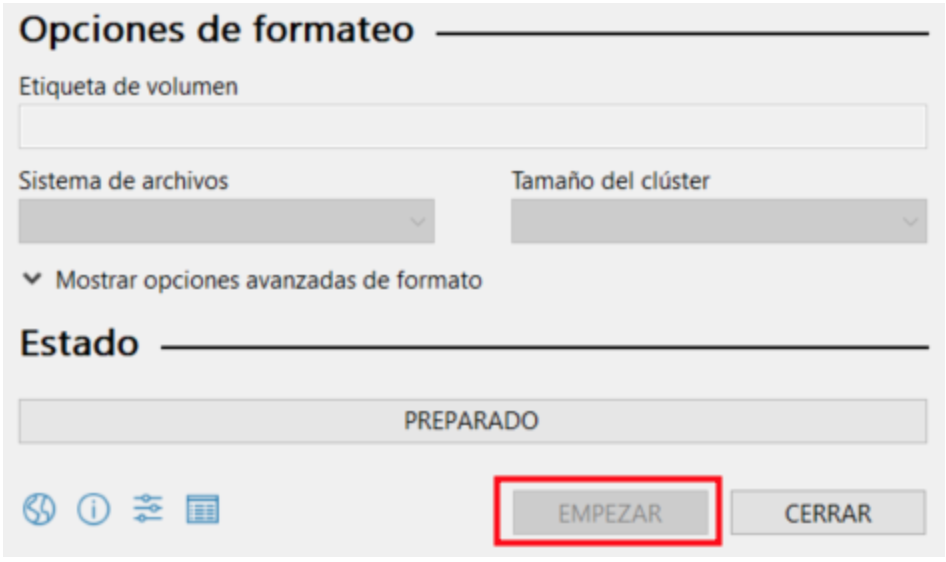 Opciones de formateo
Etiqueta de volumen
Sistema de archivos Tamaño del clúster
Mostrar opciones avanzadas de formato
Estado
PREPARADO
EMPEZAR CERRAR